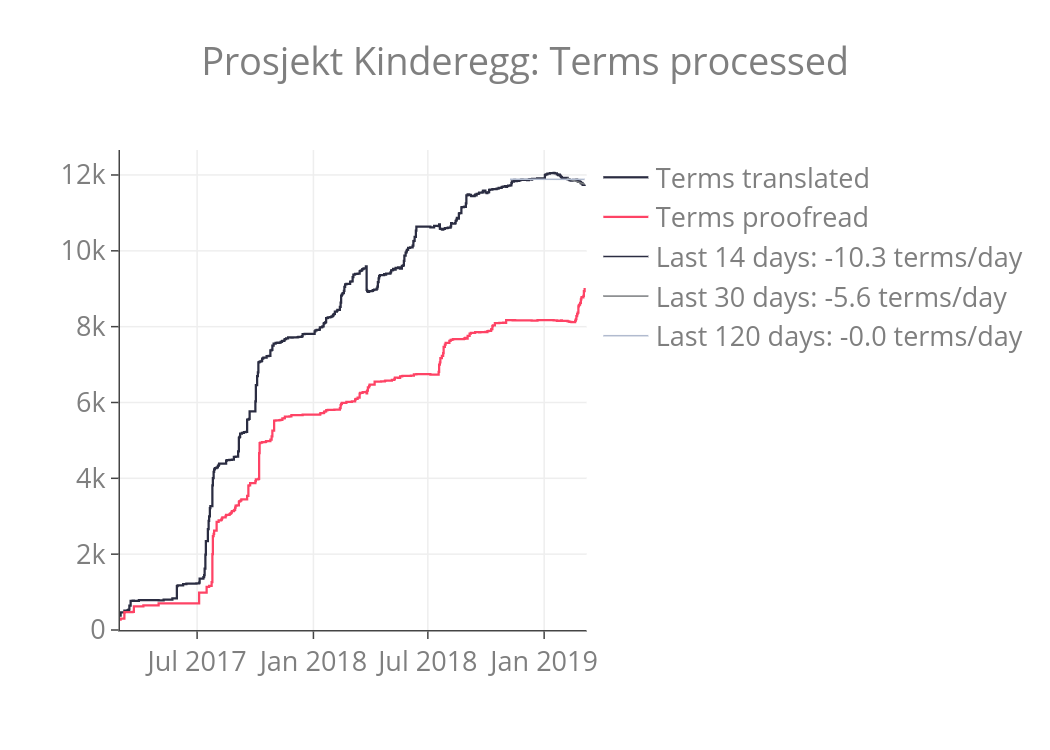 Prosjekt Kinderegg: Terms processed
12k
10k
8k
6k
4k
2k
0
Jul 2017 Jan 2018 Jul 2018 Jan 2019
Terms translated
Terms proofread
Last 14 days: -10.3 terms/day
Last 30 days: -5.6 terms/day
Last 120 days: -0.0 terms/day